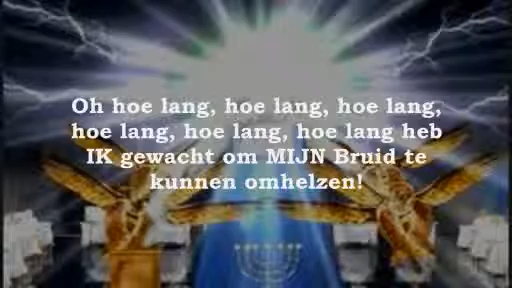 Oh hoe lang, hoe lang, hoe lang,
hoe lang, hoe lang, hoe lang heb
IK gewacht om MIJN Bruid te
kunnen omhelzen!